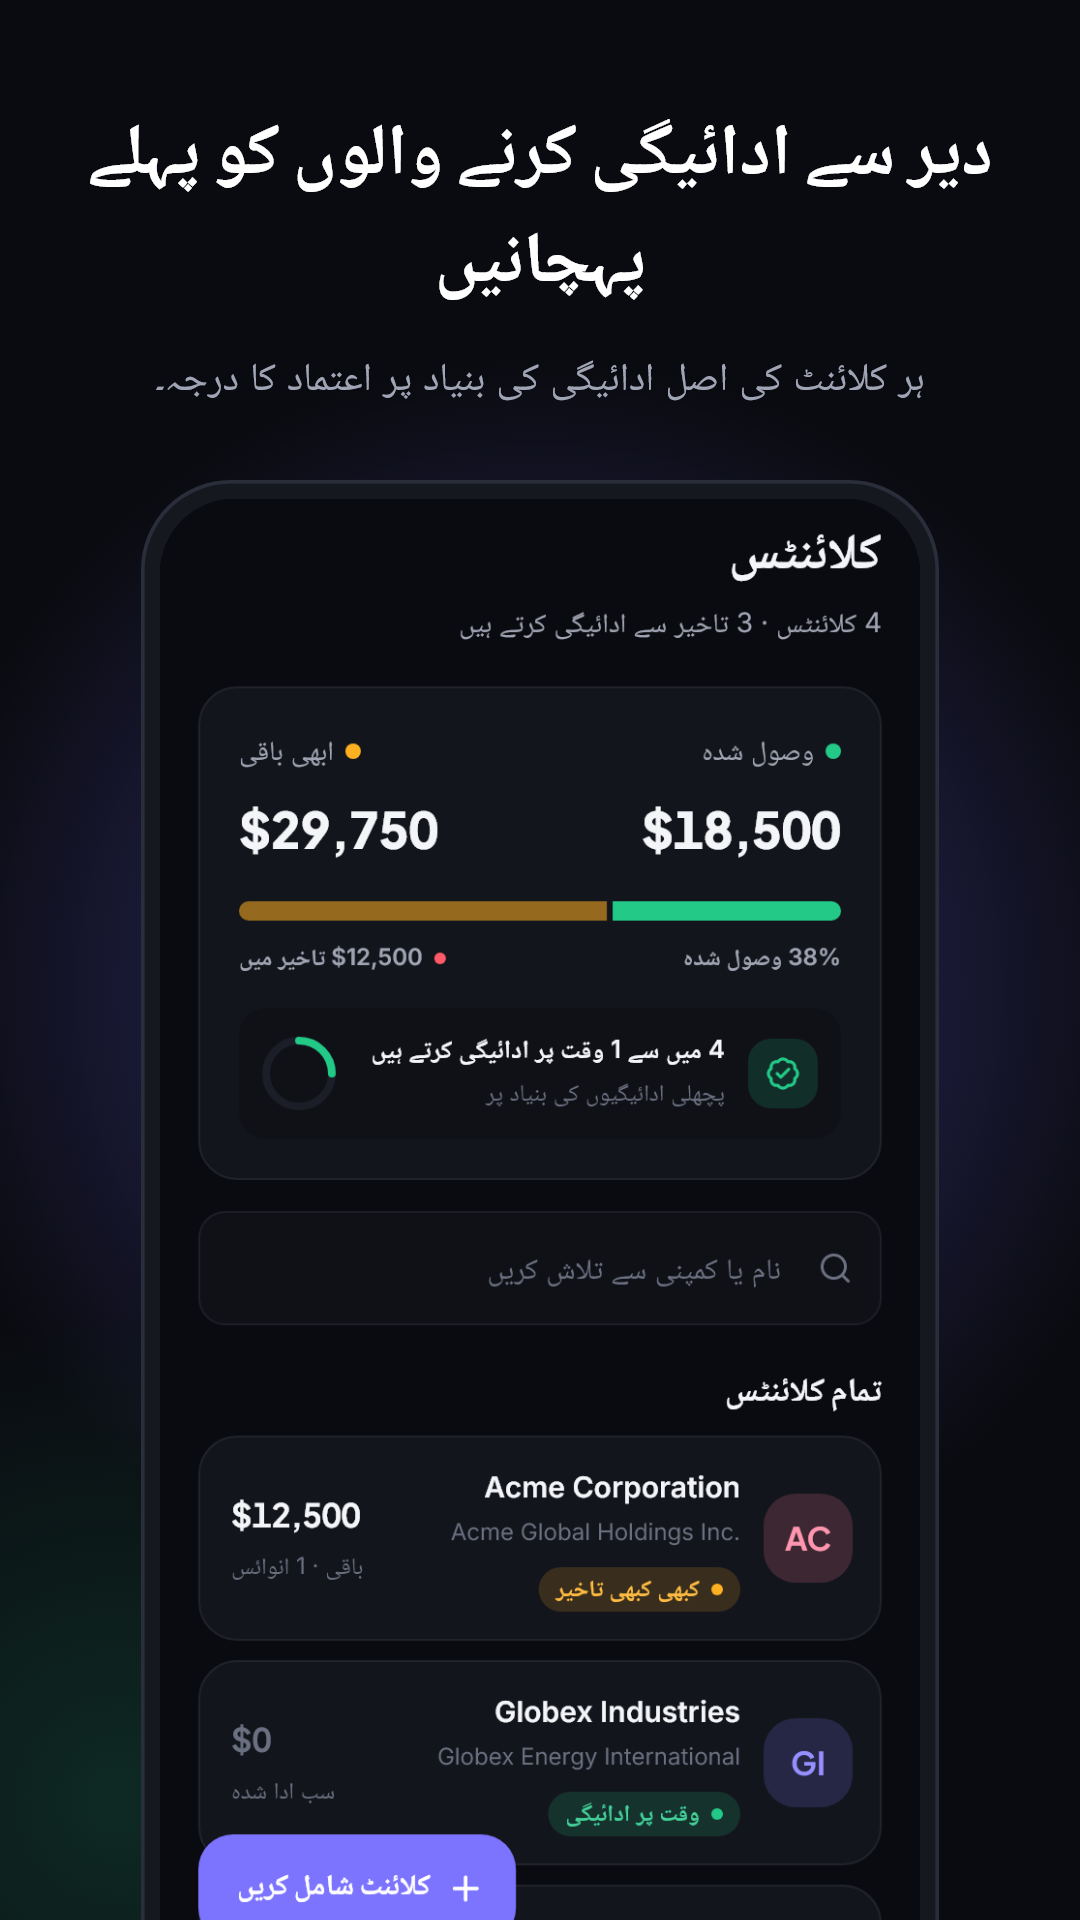 دیر سے ادائیگی کرنے والوں کو پہلے
پہچانیں
ہر کلائنٹ کی اصل ادائیگی کی بنیاد پر اعتماد کا درجہ۔
کلائنٹس
4 کلائنٹس · 3 تاخیر سے ادائیگی کرتے ہیں
وصول شدہ
$18,500
ابھی باقی
$29,750
38% وصول شدہ
$12,500 تاخیر میں
4 میں سے 1 وقت پر ادائیگی کرتے ہیں
پچھلی ادائیگیوں کی بنیاد پر
نام یا کمپنی سے تلاش کریں
تمام کلائنٹس
AC
Acme Corporation
Acme Global Holdings Inc.
کبھی کبھی تاخیر
$12,500
باقی · 1 انوائس
GI
Globex Industries
Globex Energy International
وقت پر ادائیگی
$0
سب ادا شدہ
کلائنٹ شامل کریں